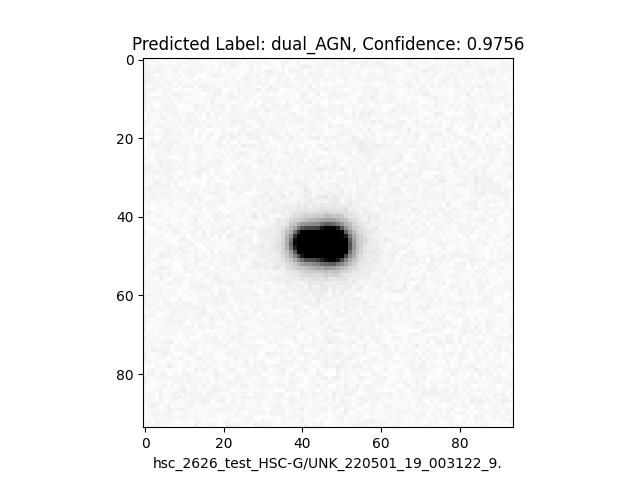 Predicted Label: dual_AGN, Confidence: 0.9756
0
20
40
60
80
0 20 40 60 80
hsc_2626_test_HSC-G/UNK_220501_19_003122_9.